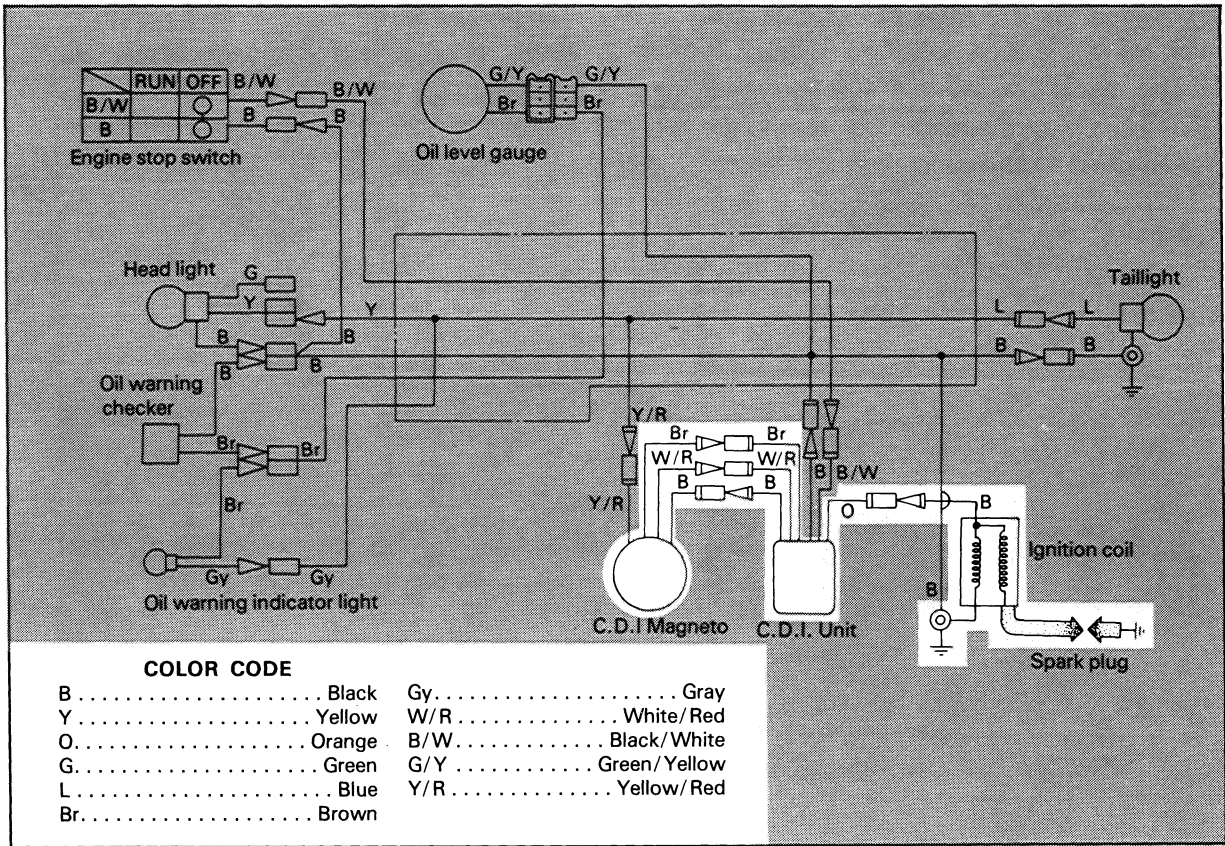 RUN OFF
B/W
B
Engine stop switch
B/W
B/W
B
B
G/Y
G/Y
Br
Br
Oil level gauge
Head light
G
Y
Y
B
B
B
B
Oil warning
checker
Br
Br
Br
Gy
Gy
Oil warning indicator light
L
L
Taillight
B
B
Y/R
Y/R
Br
Br
W/R
W/R
B
B
B
B/W
O
B
B
Ignition coil
C.D.I Magneto
C.D.I. Unit
Spark plug
COLOR CODE
B . . . . . . . . . . . . . . . . . . . . . . Black
Y . . . . . . . . . . . . . . . . . . . . . Yellow
O. . . . . . . . . . . . . . . . . . . . . Orange
G. . . . . . . . . . . . . . . . . . . . . . Green
L . . . . . . . . . . . . . . . . . . . . . . . Blue
Br. . . . . . . . . . . . . . . . . . . . . Brown
Gy. . . . . . . . . . . . . . . . . . . . . Gray
W/R . . . . . . . . . . . . . . White/Red
B/W. . . . . . . . . . . . . . Black/White
G/Y . . . . . . . . . . . . Green/Yellow
Y/R . . . . . . . . . . . . . . Yellow/Red